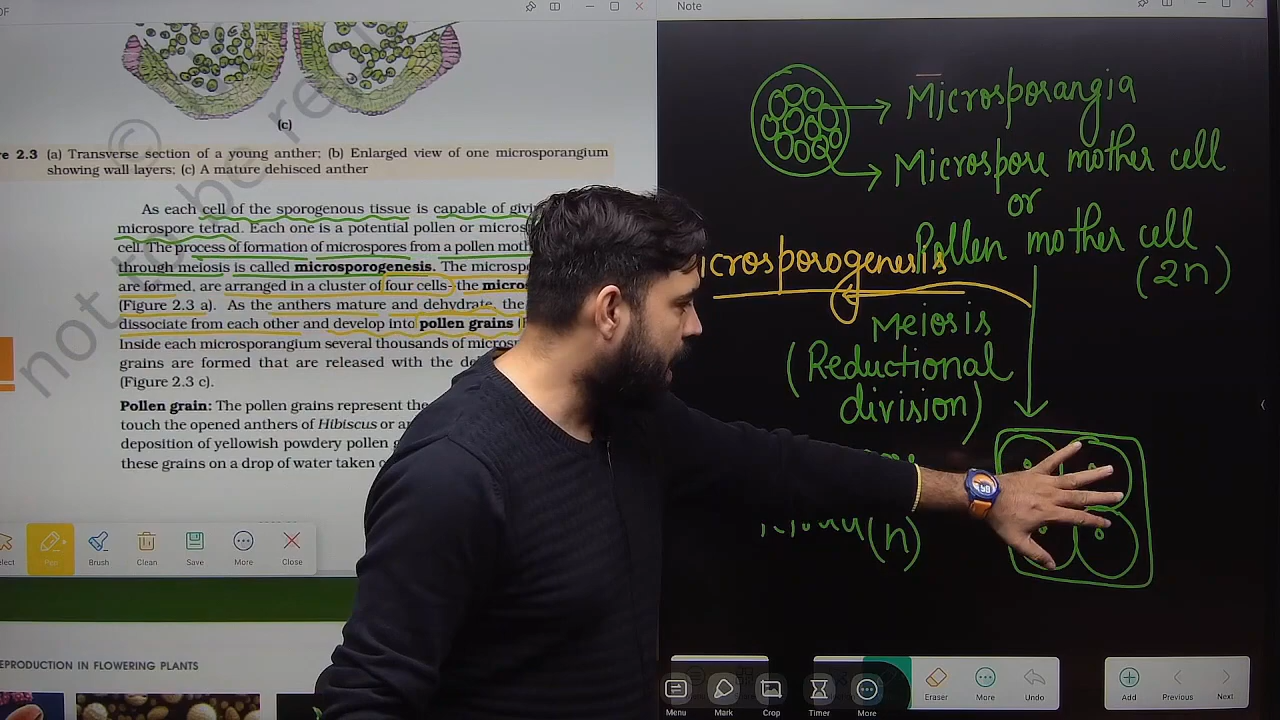 Note
(c)
e 2.3 (a) Transverse section of a young anther; (b) Enlarged view of one microsporangium
showing wall layers; (c) A mature dehisced anther
As each cell of the sporogenous tissue is capable of givi
microspore tetrad. Each one is a potential pollen or micros
cell. The process of formation of microspores from a pollen moth
through meiosis is called microsporogenesis. The microsp
are formed, are arranged in a cluster of four cells- the micros
(Figure 2.3 a). As the anthers mature and dehydrate, the
dissociate from each other and develop into pollen grains
Inside each microsporangium several thousands of micros
grains are formed that are released with the de
(Figure 2.3 c).
Pollen grain: The pollen grains represent the
touch the opened anthers of Hibiscus or a
deposition of yellowish powdery pollen g
these grains on a drop of water taken
© not to be re
elect
Pen
Brush
Clean
Save
More
Close
EPRODUCTION IN FLOWERING PLANTS
Microsporangia
Microspore mother cell
or
Pollen mother cell
(2n)
icrosporogenesis
Meiosis
(Reductional
division)
(n)
Menu
Mark
Crop
Timer
More
Eraser
More
Undo
Add
Previous
Next